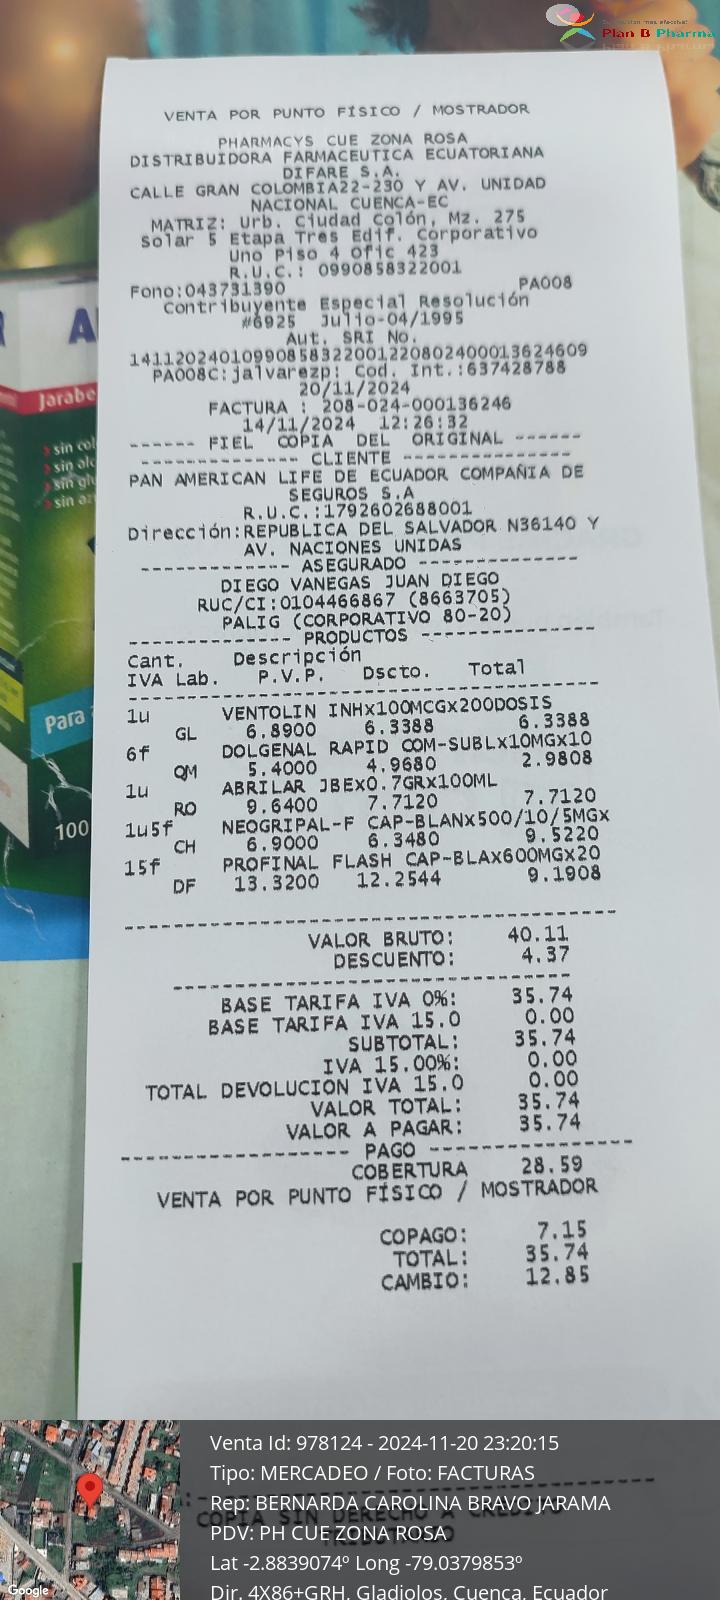 Plan B Pharma
VENTA POR PUNTO FÍSICO / MOSTRADOR
PHARMACYS CUE ZONA ROSA
DISTRIBUIDORA FARMACEUTICA ECUATORIANA
DIFARE S.A.
CALLE GRAN COLOMBIA22-230 Y AV. UNIDAD
NACIONAL CUENCA-EC
MATRIZ: Urb. Ciudad Colón, Mz. 275
Solar 5 Etapa Tres Edif. Corporativo
Uno Piso 4 Ofic 423
R.U.C.: 0990858322001
Fono:043731390 PA008
Contribuyente Especial Resolución
#6925 Julio-04/1995
Aut. SRI No.
14112024010990858322001220802400013624609
PA008C:jalvarezp: Cod. Int.:637428788
20/11/2024
FACTURA : 208-024-000136246
14/11/2024 12:26:32
------ FIEL COPIA DEL ORIGINAL ------
-------------- CLIENTE --------------
PAN AMERICAN LIFE DE ECUADOR COMPAÑIA DE
SEGUROS S.A
R.U.C.:1792602688001
Dirección:REPUBLICA DEL SALVADOR N36140 Y
AV. NACIONES UNIDAS
------------- ASEGURADO -------------
DIEGO VANEGAS JUAN DIEGO
RUC/CI:0104466867 (8663705)
PALIG (CORPORATIVO 80-20)
-------------- PRODUCTOS --------------
Cant. Descripción
IVA Lab. P.V.P. Dscto. Total
1u VENTOLIN INHx100MCGx200DOSIS
GL 6.8900 6.3388 6.3388
6f DOLGENAL RAPID COM-SUBLx10MGx10
QM 5.4000 4.9680 2.9808
1u ABRILAR JBEx0.7GRx100ML
RO 9.6400 7.7120 7.7120
1u5f NEOGRIPAL-F CAP-BLANx500/10/5MGx
CH 6.9000 6.3480 9.5220
15f PROFINAL FLASH CAP-BLAx600MGx20
DF 13.3200 12.2544 9.1908
VALOR BRUTO: 40.11
DESCUENTO: 4.37
BASE TARIFA IVA 0%: 35.74
BASE TARIFA IVA 15.0 0.00
SUBTOTAL: 35.74
IVA 15.00%: 0.00
TOTAL DEVOLUCION IVA 15.0 0.00
VALOR TOTAL: 35.74
VALOR A PAGAR: 35.74
------------------- PAGO -----------------
COBERTURA 28.59
VENTA POR PUNTO FÍSICO / MOSTRADOR
COPAGO: 7.15
TOTAL: 35.74
CAMBIO: 12.85
COPIA SIN DERECHO A CREDITO
TRIBUTARIO
Jarabe
sin
sin
sin
sin
Para
100
Venta Id: 978124 - 2024-11-20 23:20:15
Tipo: MERCADEO / Foto: FACTURAS
Rep: BERNARDA CAROLINA BRAVO JARAMA
PDV: PH CUE ZONA ROSA
Lat -2.8839074º Long -79.0379853º
Dir. 4X86+GRH, Gladiolos, Cuenca, Ecuador
Google